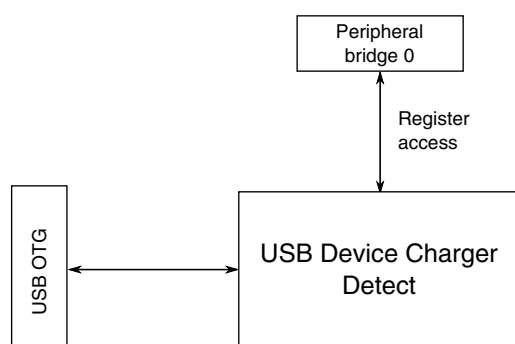 Peripheral
bridge 0
Register
access
USB OTG
USB Device Charger
Detect